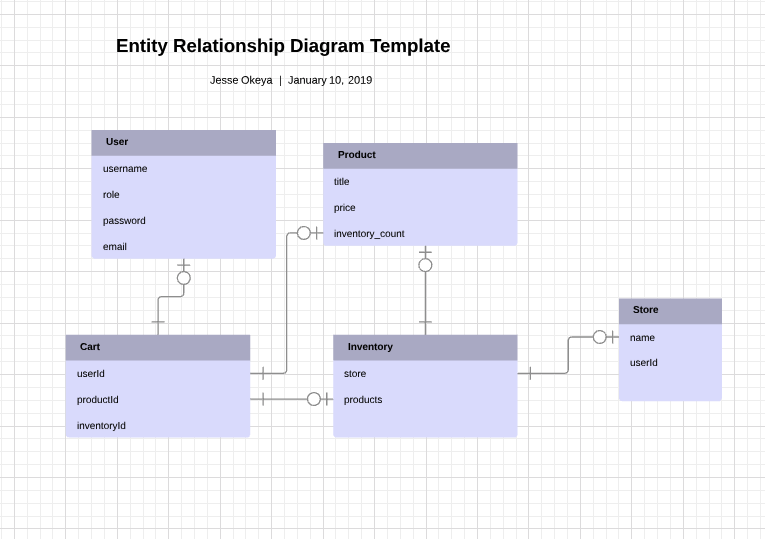 Entity Relationship Diagram Template
Jesse Okeya | January 10, 2019
User
username
role
password
email
Product
title
price
inventory_count
Cart
userId
productId
inventoryId
Inventory
store
products
Store
name
userId